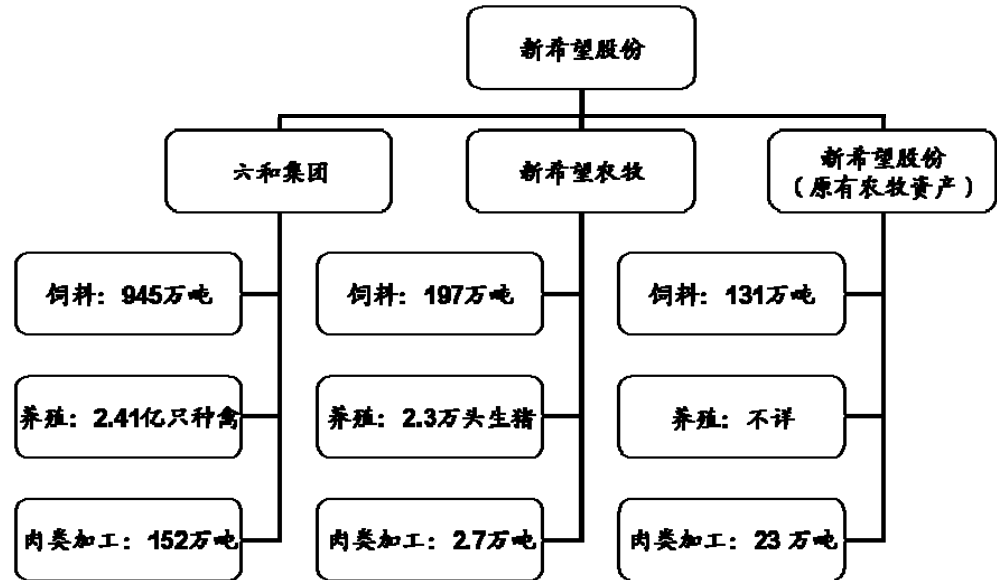 新希望股份
六和集团
新希望农牧
新希望股份
（原有农牧资产）
饲料：945万吨
饲料：197万吨
饲料：131万吨
养殖：2.41亿只种禽
养殖：2.3万头生猪
养殖：不详
肉类加工：152万吨
肉类加工：2.7万吨
肉类加工：23 万吨